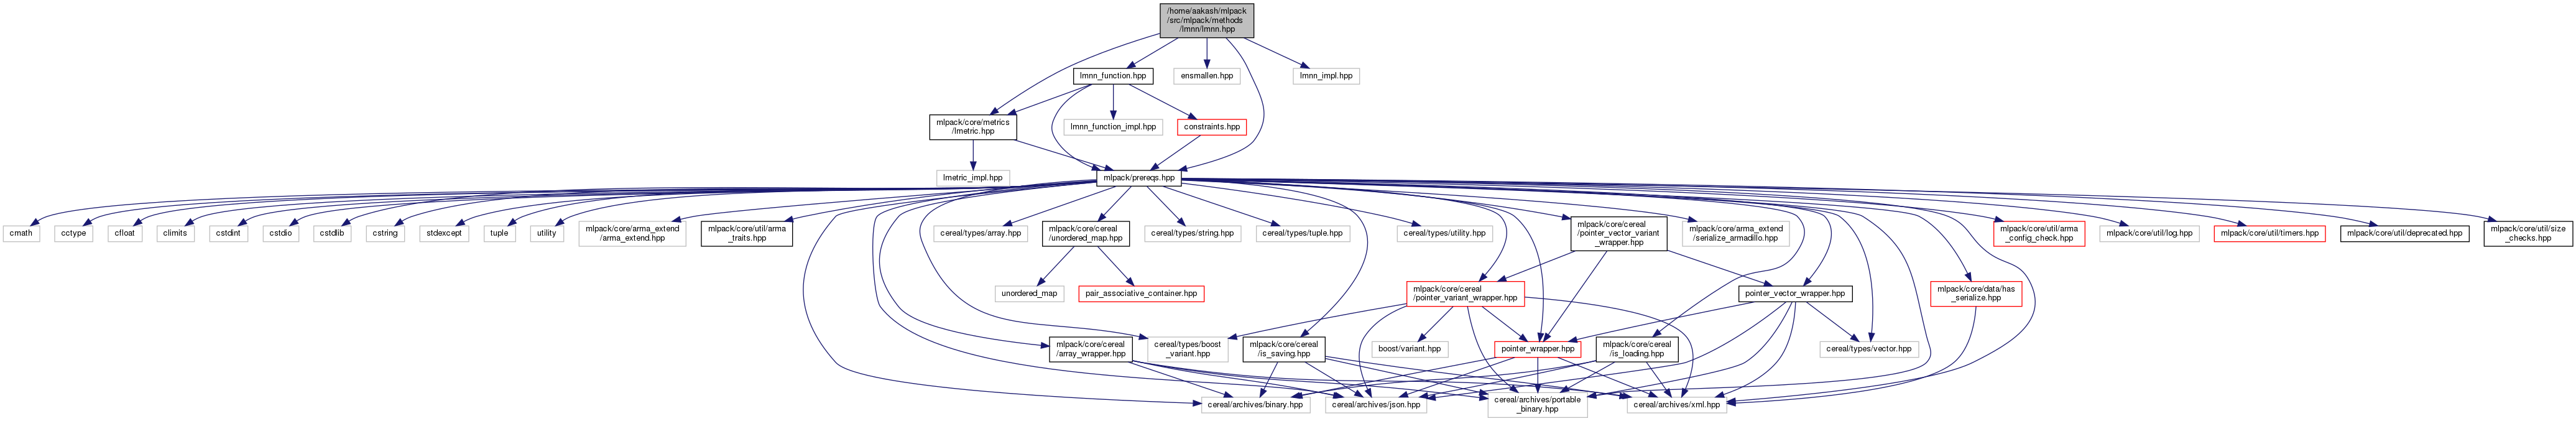 /home/aakash/mlpack
/src/mlpack/methods
/lmnn/lmnn.hpp
lmnn_function.hpp
ensmallen.hpp
lmnn_impl.hpp
mlpack/core/metrics
/lmetric.hpp
lmnn_function_impl.hpp
constraints.hpp
lmetric_impl.hpp
mlpack/prereqs.hpp
cmath
cctype
cfloat
climits
cstdint
cstdio
cstdlib
cstring
stdexcept
tuple
utility
mlpack/core/arma_extend
/arma_extend.hpp
mlpack/core/util/arma
_traits.hpp
cereal/types/array.hpp
mlpack/core/cereal
/unordered_map.hpp
cereal/types/string.hpp
cereal/types/tuple.hpp
cereal/types/utility.hpp
mlpack/core/cereal
/pointer_vector_variant
_wrapper.hpp
mlpack/core/arma_extend
/serialize_armadillo.hpp
mlpack/core/util/arma
_config_check.hpp
mlpack/core/util/log.hpp
mlpack/core/util/timers.hpp
mlpack/core/util/deprecated.hpp
mlpack/core/util/size
_checks.hpp
unordered_map
pair_associative_container.hpp
mlpack/core/cereal
/pointer_variant_wrapper.hpp
pointer_vector_wrapper.hpp
mlpack/core/data/has
_serialize.hpp
mlpack/core/cereal
/array_wrapper.hpp
cereal/types/boost
_variant.hpp
mlpack/core/cereal
/is_saving.hpp
boost/variant.hpp
pointer_wrapper.hpp
mlpack/core/cereal
/is_loading.hpp
cereal/types/vector.hpp
cereal/archives/binary.hpp
cereal/archives/json.hpp
cereal/archives/portable
_binary.hpp
cereal/archives/xml.hpp